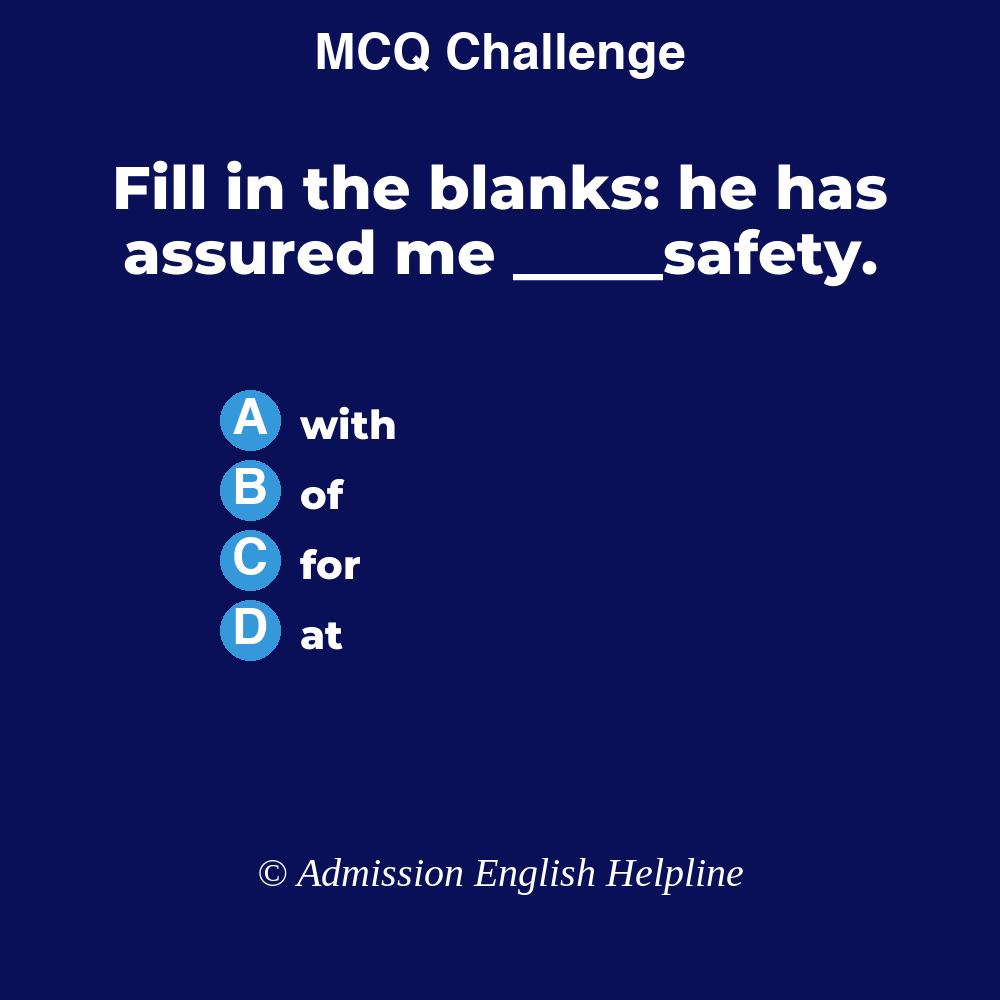 MCQ Challenge
Fill in the blanks: he has
assured me _____safety.
A with
B of
C for
D at
© Admission English Helpline